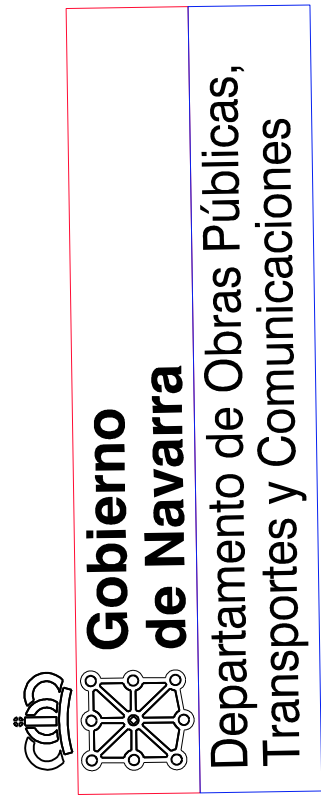 Gobierno
de Navarra
Departamento de Obras Públicas,
Transportes y Comunicaciones